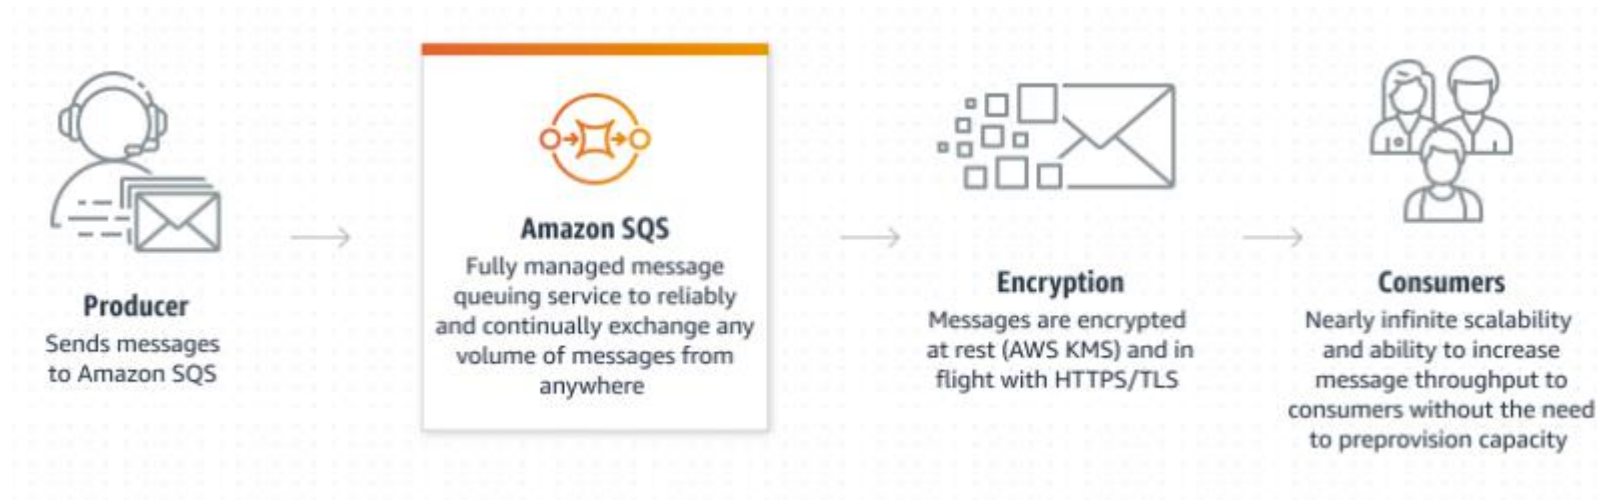 Producer
Sends messages
to Amazon SQS
Amazon SQS
Fully managed message
queuing service to reliably
and continually exchange any
volume of messages from
anywhere
Encryption
Messages are encrypted
at rest (AWS KMS) and in
flight with HTTPS/TLS
Consumers
Nearly infinite scalability
and ability to increase
message throughput to
consumers without the need
to preprovision capacity